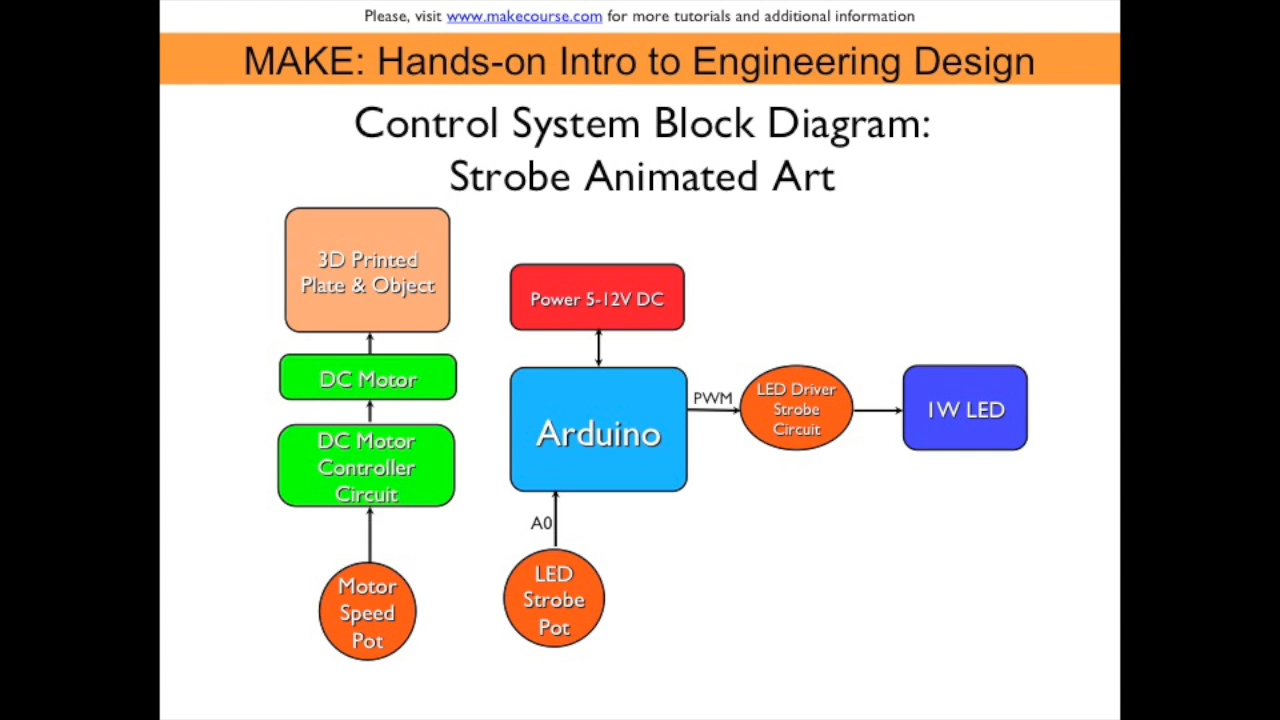 Please, visit www.makecourse.com for more tutorials and additional information
MAKE: Hands-on Intro to Engineering Design
Control System Block Diagram:
Strobe Animated Art
3D Printed
Plate & Object
DC Motor
DC Motor
Controller
Circuit
Motor
Speed
Pot
Power 5-12V DC
Arduino
A0
LED
Strobe
Pot
PWM
LED Driver
Strobe
Circuit
1W LED